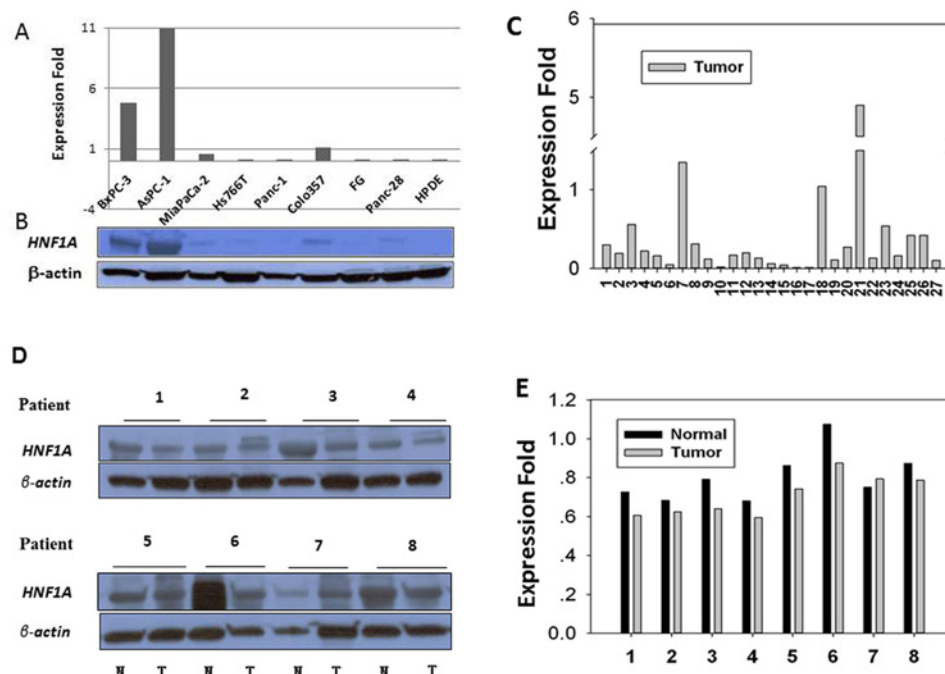 A
Expression Fold
11
6
1
-4
BxPC-3
AsPC-1
MiaPaCa-2
Hs766T
Panc-1
Colo357
FG
Panc-28
HPDE
B
HNF1A
β-actin
C
Expression Fold
6
5
1
0
Tumor
1 2 3 4 5 6 7 8 9 10 11 12 13 14 15 16 17 18 19 20 21 22 23 24 25 26 27
D
Patient 1 2 3 4
HNF1A
β-actin
Patient 5 6 7 8
HNF1A
β-actin
N T N T N T N T
E
Expression Fold
1.2
1.0
.8
.6
.4
.2
0.0
Normal
Tumor
1 2 3 4 5 6 7 8